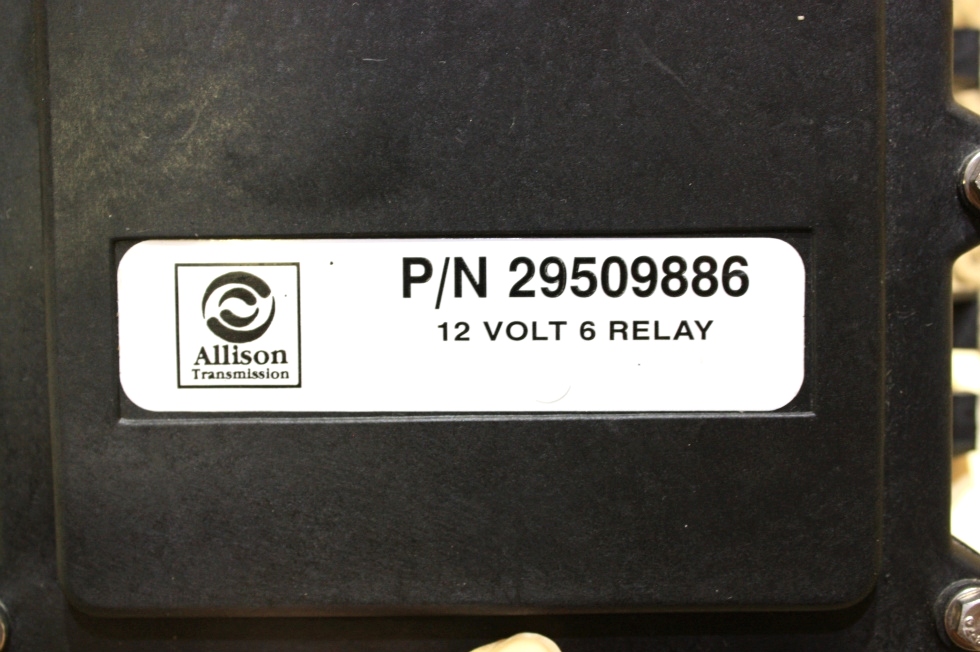 P/N 29509886
12 VOLT 6 RELAY
Allison
Transmission